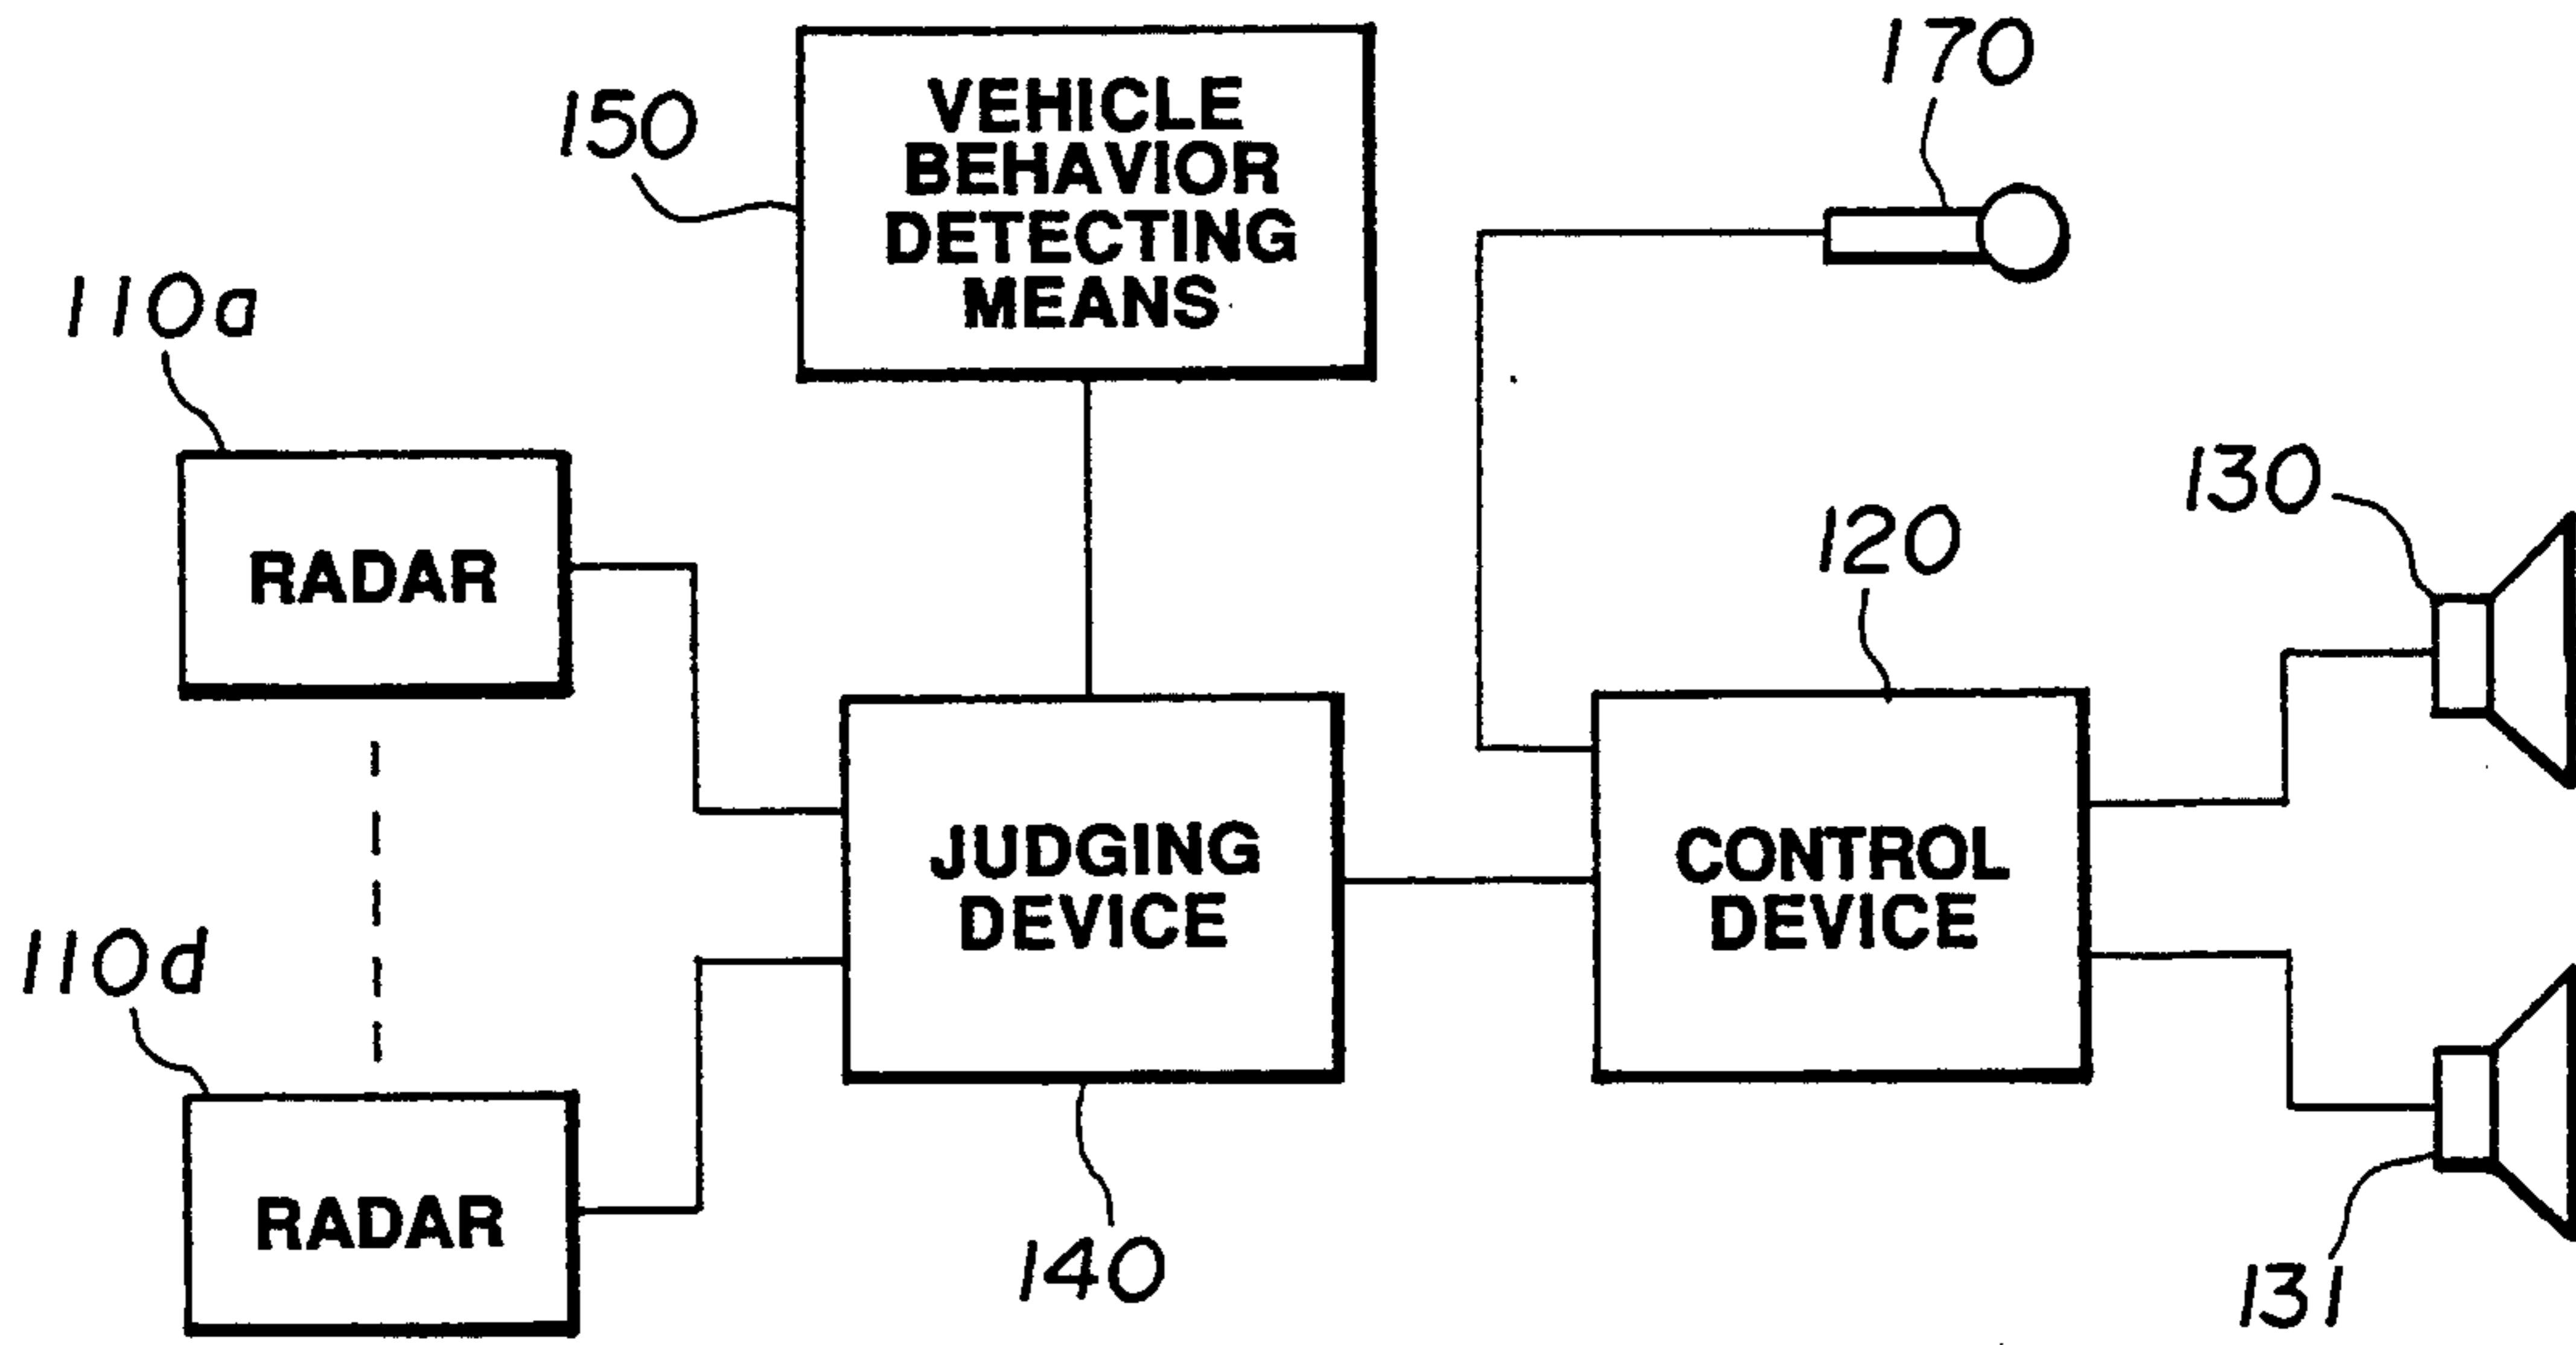 170
VEHICLE
BEHAVIOR
DETECTING
MEANS
150
110a
130
120
RADAR
JUDGING
DEVICE
CONTROL
DEVICE
110d
RADAR
140
131